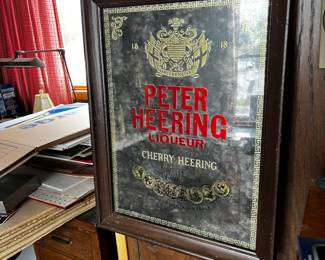 18 18
PETER
HEERING
LIQUEUR
CHERRY HEERING